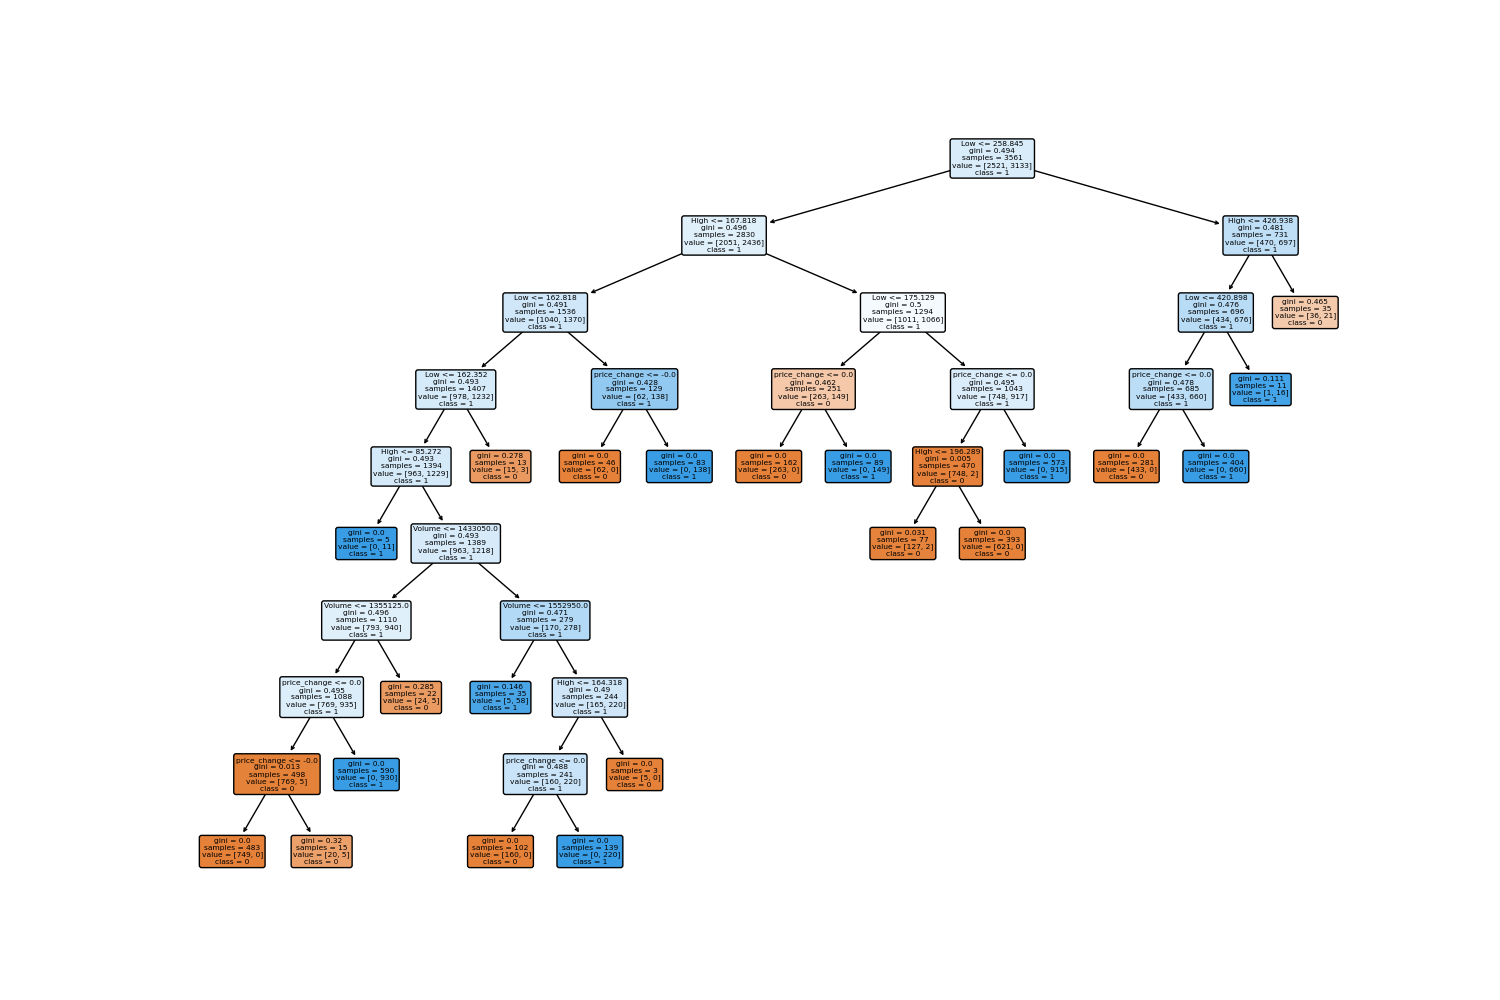 Low <= 258.845
gini = 0.494
samples = 3561
value = [2521, 3133]
class = 1
High <= 167.818
gini = 0.496
samples = 2830
value = [2051, 2436]
class = 1
High <= 426.938
gini = 0.481
samples = 731
value = [470, 697]
class = 1
Low <= 162.818
gini = 0.491
samples = 1536
value = [1040, 1370]
class = 1
Low <= 175.129
gini = 0.5
samples = 1294
value = [1011, 1066]
class = 1
Low <= 420.898
gini = 0.476
samples = 696
value = [434, 676]
class = 1
gini = 0.465
samples = 35
value = [36, 21]
class = 0
Low <= 162.352
gini = 0.493
samples = 1407
value = [978, 1232]
class = 1
price_change <= -0.0
gini = 0.428
samples = 129
value = [62, 138]
class = 1
price_change <= 0.0
gini = 0.462
samples = 251
value = [263, 149]
class = 0
price_change <= 0.0
gini = 0.495
samples = 1043
value = [748, 917]
class = 1
price_change <= 0.0
gini = 0.478
samples = 685
value = [433, 660]
class = 1
gini = 0.111
samples = 11
value = [1, 16]
class = 1
High <= 85.272
gini = 0.493
samples = 1394
value = [963, 1229]
class = 1
gini = 0.278
samples = 13
value = [15, 3]
class = 0
gini = 0.0
samples = 46
value = [62, 0]
class = 0
gini = 0.0
samples = 83
value = [0, 138]
class = 1
gini = 0.0
samples = 162
value = [263, 0]
class = 0
gini = 0.0
samples = 89
value = [0, 149]
class = 1
High <= 196.289
gini = 0.005
samples = 470
value = [748, 2]
class = 0
gini = 0.0
samples = 573
value = [0, 915]
class = 1
gini = 0.0
samples = 281
value = [433, 0]
class = 0
gini = 0.0
samples = 404
value = [0, 660]
class = 1
gini = 0.0
samples = 5
value = [0, 11]
class = 1
Volume <= 1433050.0
gini = 0.493
samples = 1389
value = [963, 1218]
class = 1
gini = 0.031
samples = 77
value = [127, 2]
class = 0
gini = 0.0
samples = 393
value = [621, 0]
class = 0
Volume <= 1355125.0
gini = 0.496
samples = 1110
value = [793, 940]
class = 1
Volume <= 1552950.0
gini = 0.471
samples = 279
value = [170, 278]
class = 1
price_change <= 0.0
gini = 0.495
samples = 1088
value = [769, 935]
class = 1
gini = 0.285
samples = 22
value = [24, 5]
class = 0
gini = 0.146
samples = 35
value = [5, 58]
class = 1
High <= 164.318
gini = 0.49
samples = 244
value = [165, 220]
class = 1
price_change <= -0.0
gini = 0.013
samples = 498
value = [769, 5]
class = 0
gini = 0.0
samples = 590
value = [0, 930]
class = 1
price_change <= 0.0
gini = 0.488
samples = 241
value = [160, 220]
class = 1
gini = 0.0
samples = 3
value = [5, 0]
class = 0
gini = 0.0
samples = 483
value = [749, 0]
class = 0
gini = 0.32
samples = 15
value = [20, 5]
class = 0
gini = 0.0
samples = 102
value = [160, 0]
class = 0
gini = 0.0
samples = 139
value = [0, 220]
class = 1